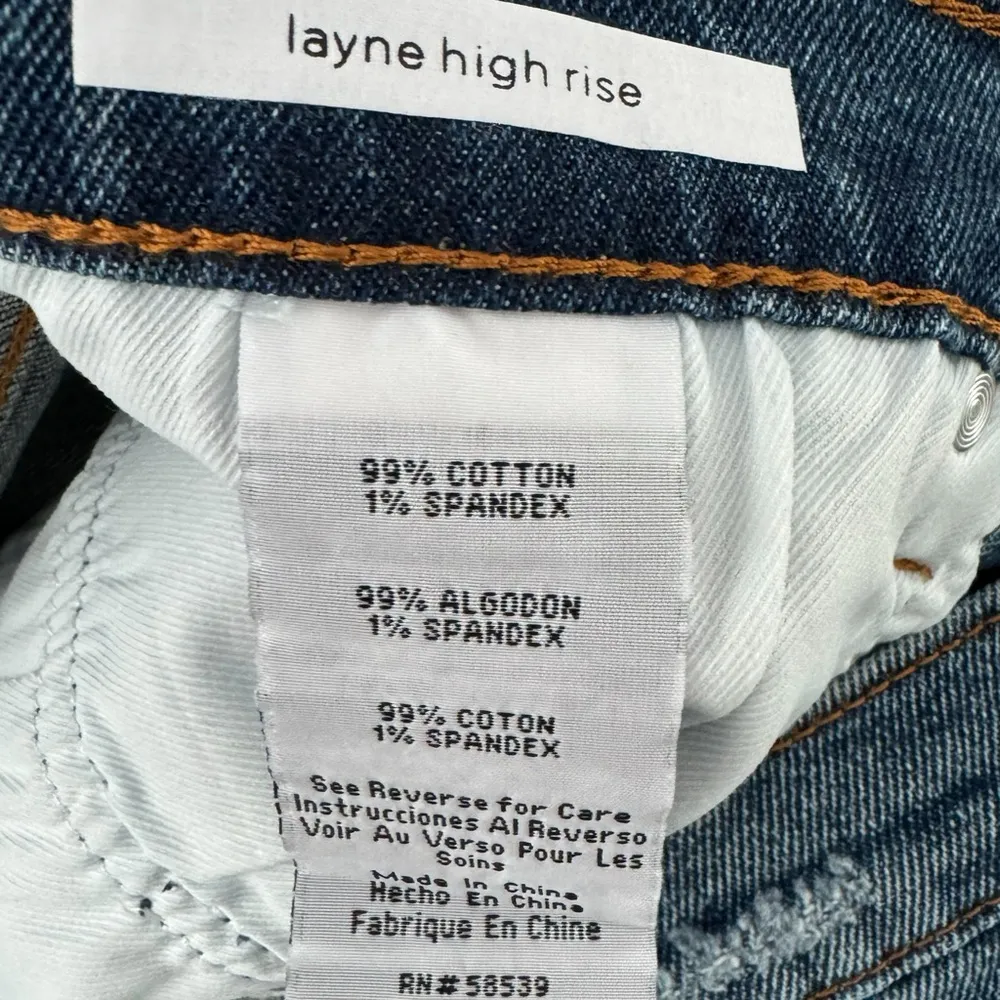 layne high rise
99% COTTON
1% SPANDEX
99% ALGODON
1% SPANDEX
99% COTON
1% SPANDEX
See Reverse for Care
Instrucciones Al Reverso
Voir Au Verso Pour Les
Soins
Made In China
Hecho En China
Fabrique En Chine
RN# 58539